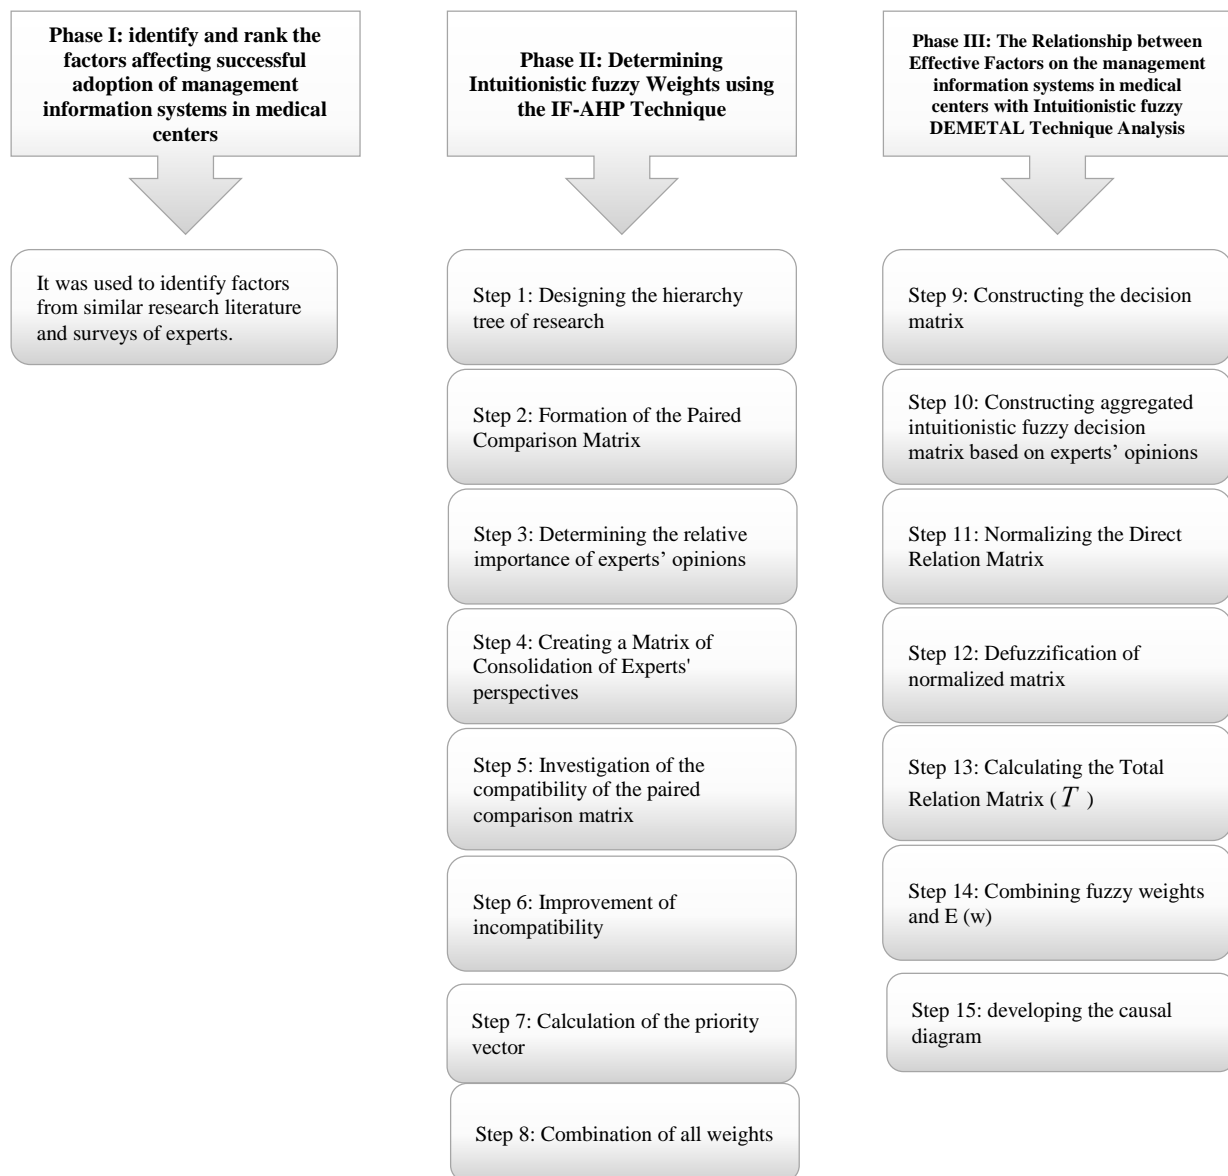 Phase I: identify and rank the
factors affecting successful
adoption of management
information systems in medical
centers
It was used to identify factors
from similar research literature
and surveys of experts.
Phase II: Determining
Intuitionistic fuzzy Weights using
the IF-AHP Technique
Step 1: Designing the hierarchy
tree of research
Step 2: Formation of the Paired
Comparison Matrix
Step 3: Determining the relative
importance of experts’ opinions
Step 4: Creating a Matrix of
Consolidation of Experts'
perspectives
Step 5: Investigation of the
compatibility of the paired
comparison matrix
Step 6: Improvement of
incompatibility
Step 7: Calculation of the priority
vector
Step 8: Combination of all weights
Phase III: The Relationship between
Effective Factors on the management
information systems in medical
centers with Intuitionistic fuzzy
DEMETAL Technique Analysis
Step 9: Constructing the decision
matrix
Step 10: Constructing aggregated
intuitionistic fuzzy decision
matrix based on experts’ opinions
Step 11: Normalizing the Direct
Relation Matrix
Step 12: Defuzzification of
normalized matrix
Step 13: Calculating the Total
Relation Matrix ( T )
Step 14: Combining fuzzy weights
and E (w)
Step 15: developing the causal
diagram